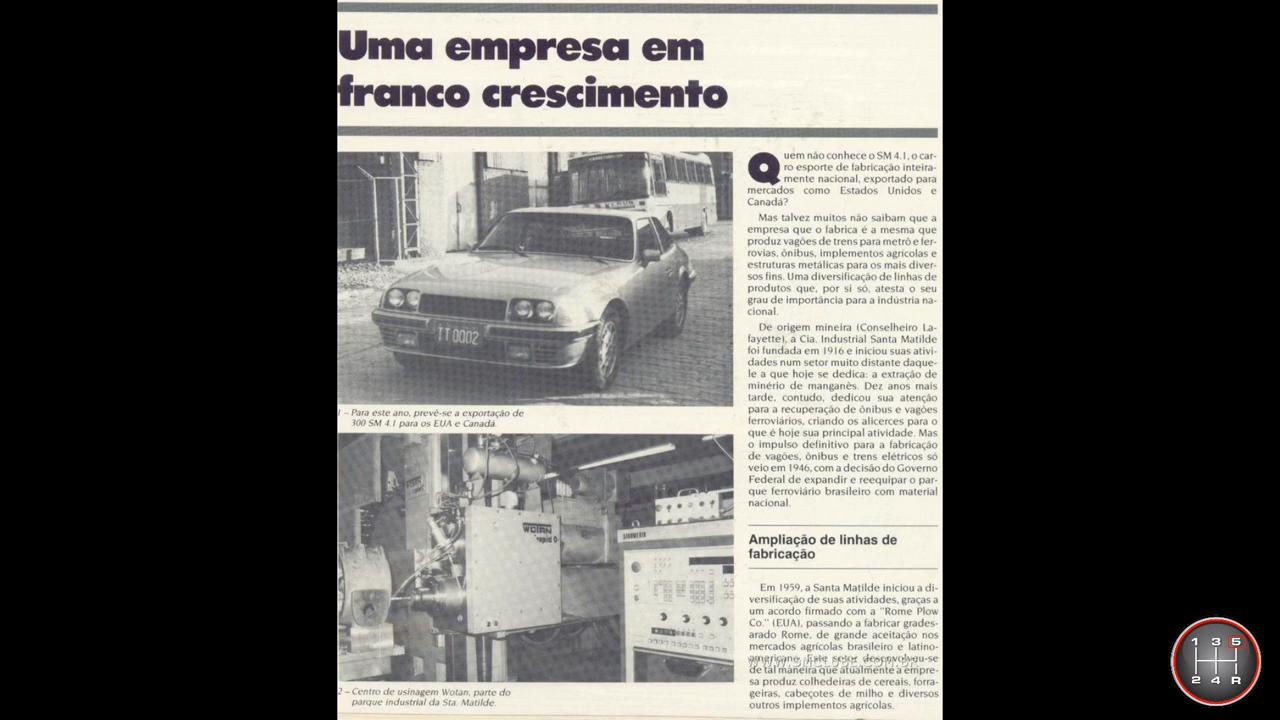 Uma empresa em
franco crescimento
TT 0002
1 – Para este ano, prevê-se a exportação de
300 SM 4.1 para os EUA e Canadá.
WOTAN
rapid 0
2 – Centro de usinagem Wotan, parte do
parque industrial da Sta. Matilde.
Quem não conhece o SM 4.1, o car-
ro esporte de fabricação inteira-
mente nacional, exportado para
mercados como Estados Unidos e
Canadá?
Mas talvez muitos não saibam que a
empresa que o fabrica é a mesma que
produz vagões de trens para metrô e fer-
rovias, ônibus, implementos agrícolas e
estruturas metálicas para os mais diver-
sos fins. Uma diversificação de linhas de
produtos que, por si só, atesta o seu
grau de importância para a indústria na-
cional.
De origem mineira (Conselheiro La-
fayette), a Cia. Industrial Santa Matilde
foi fundada em 1916 e iniciou suas ativi-
dades num setor muito distante daque-
le a que hoje se dedica: a extração de
minério de manganês. Dez anos mais
tarde, contudo, dedicou sua atenção
para a recuperação de ônibus e vagões
ferroviários, criando os alicerces para o
que é hoje sua principal atividade. Mas
o impulso definitivo para a fabricação
de vagões, ônibus e trens elétricos só
veio em 1946, com a decisão do Governo
Federal de expandir e reequipar o par-
que ferroviário brasileiro com material
nacional.
Ampliação de linhas de
fabricação
Em 1959, a Santa Matilde iniciou a di-
versificação de suas atividades, graças a
um acordo firmado com a "Rome Plow
Co." (EUA), passando a fabricar grades-
arado Rome, de grande aceitação nos
mercados agrícolas brasileiro e latino-
americano. Este setor desenvolveu-se
de tal maneira que atualmente a empre-
sa produz colhedeiras de cereais, forra-
geiras, cabeçotes de milho e diversos
outros implementos agrícolas.
1 3 5
2 4 R